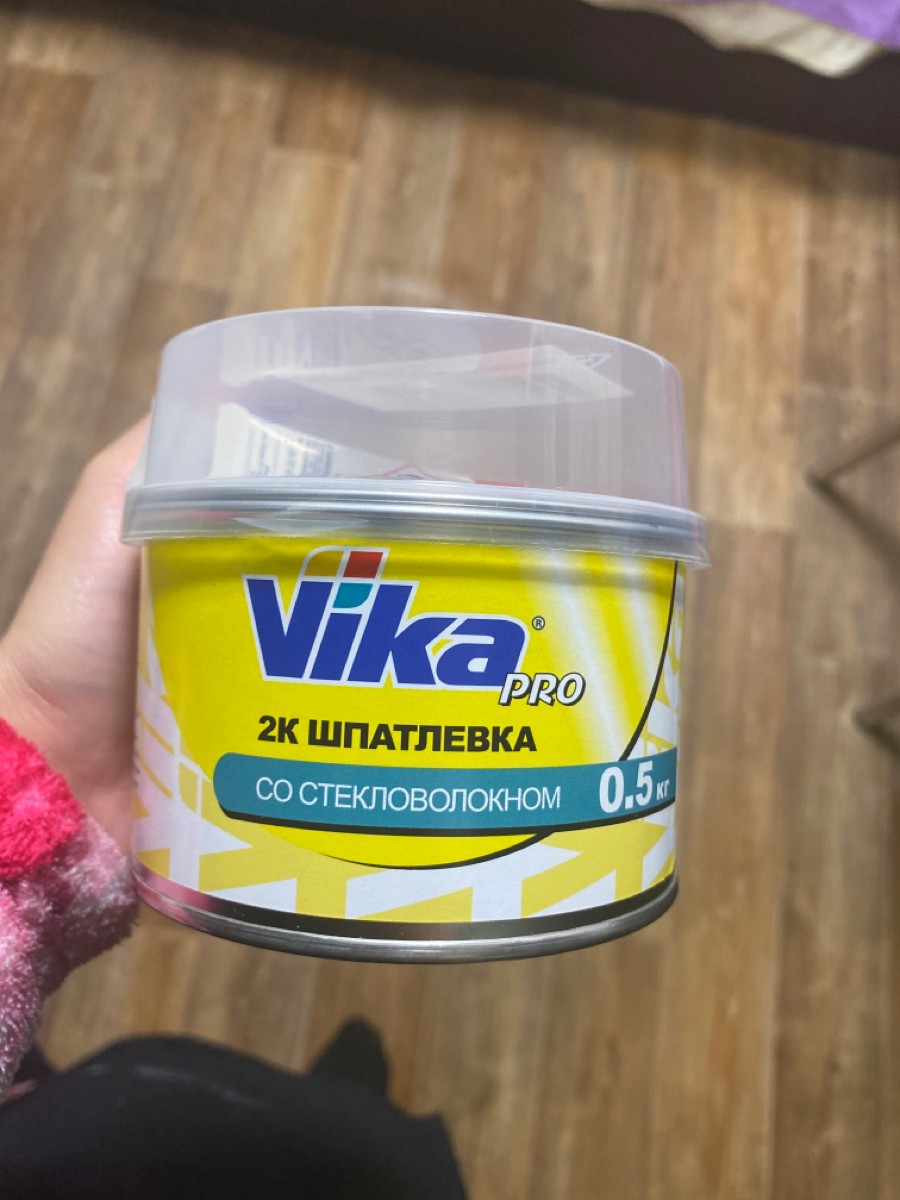 Vika®
PRO
2К ШПАТЛЕВКА
СО СТЕКЛОВОЛОКНОМ 0.5 кг